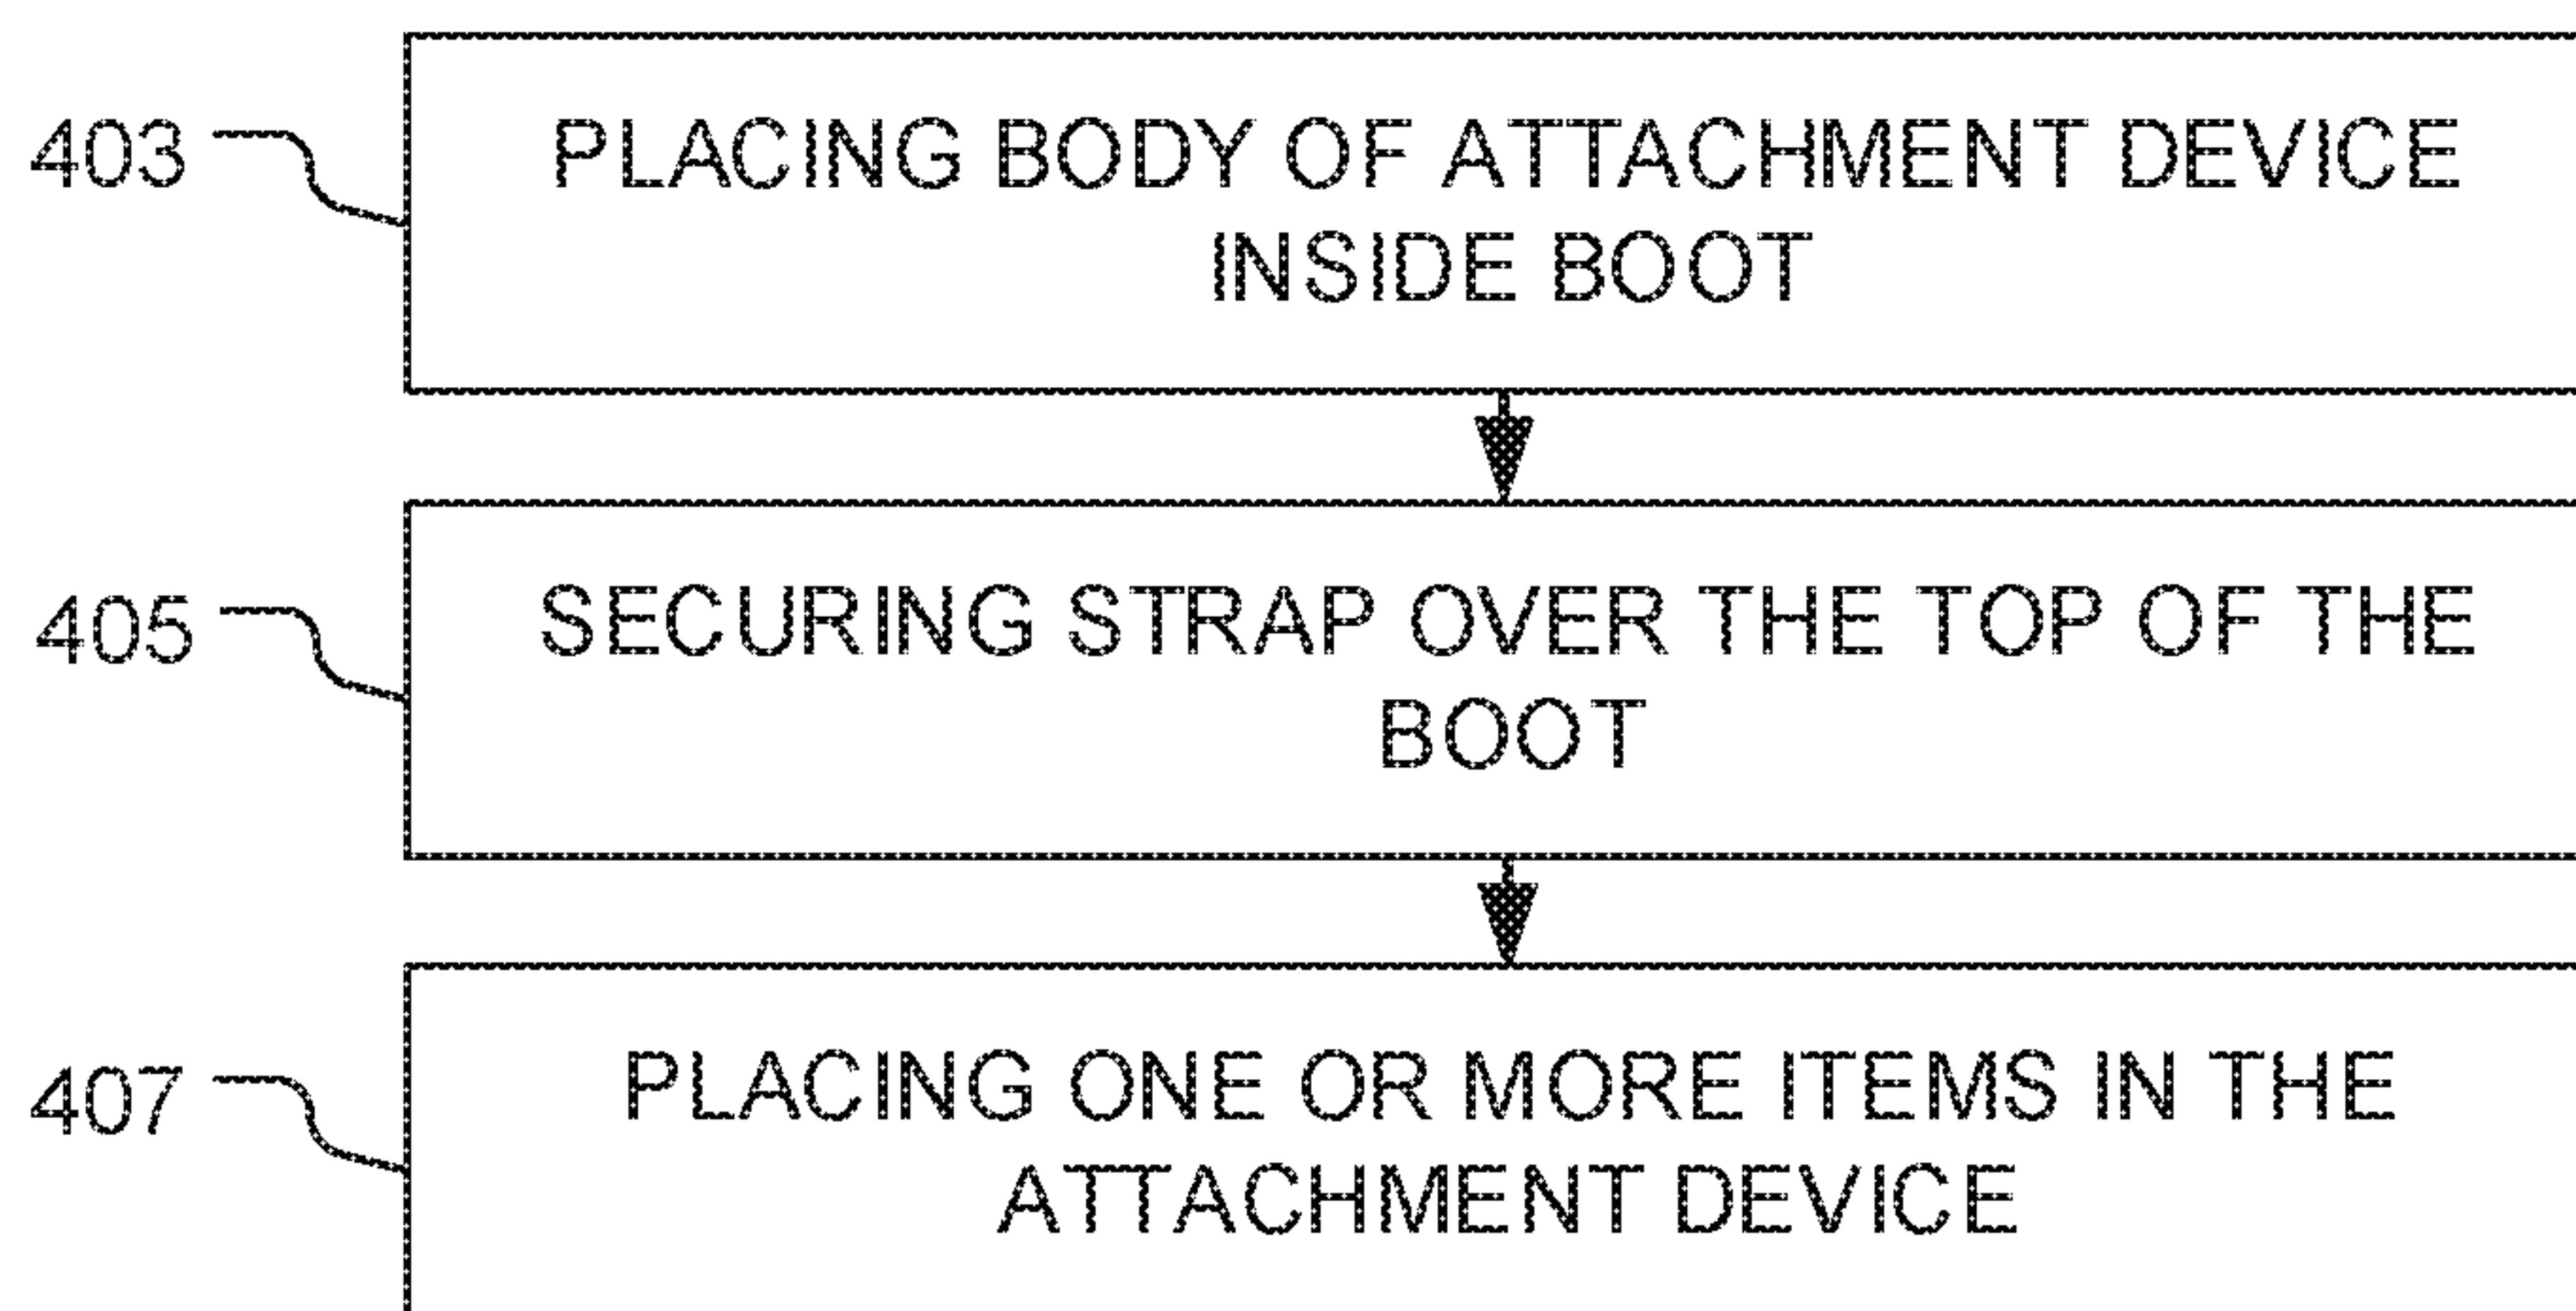 403
PLACING BODY OF ATTACHMENT DEVICE
INSIDE BOOT
405
SECURING STRAP OVER THE TOP OF THE
BOOT
407
PLACING ONE OR MORE ITEMS IN THE
ATTACHMENT DEVICE